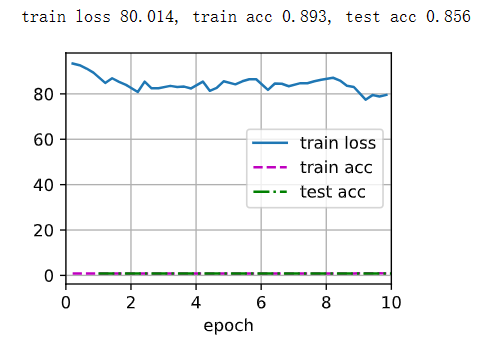 train loss 80.014, train acc 0.893, test acc 0.856
80
60
40
20
0
train loss
train acc
test acc
0 2 4 6 8 10
epoch